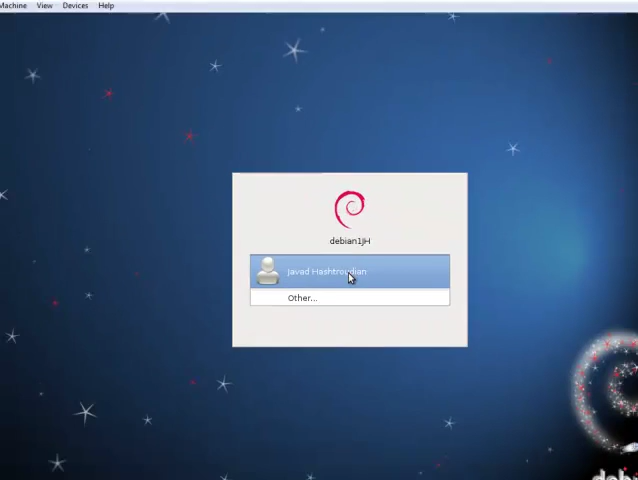 Machine View Devices Help
debian1JH
Javad Hashtroudian
Other...